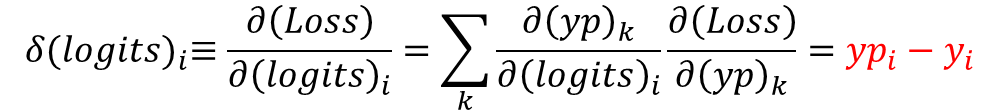 δ(logits)ᵢ ≡ ∂(Loss)/∂(logits)ᵢ = ∑ₖ ∂(yp)ₖ/∂(logits)ᵢ ∂(Loss)/∂(yp)ₖ = ypᵢ − yᵢ